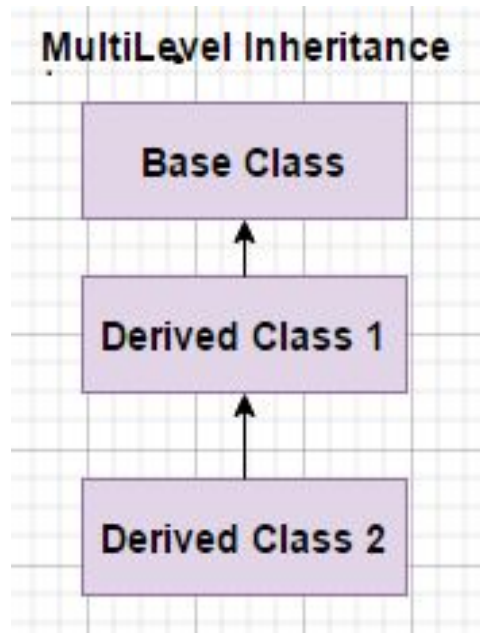 MultiLevel Inheritance
Base Class
Derived Class 1
Derived Class 2